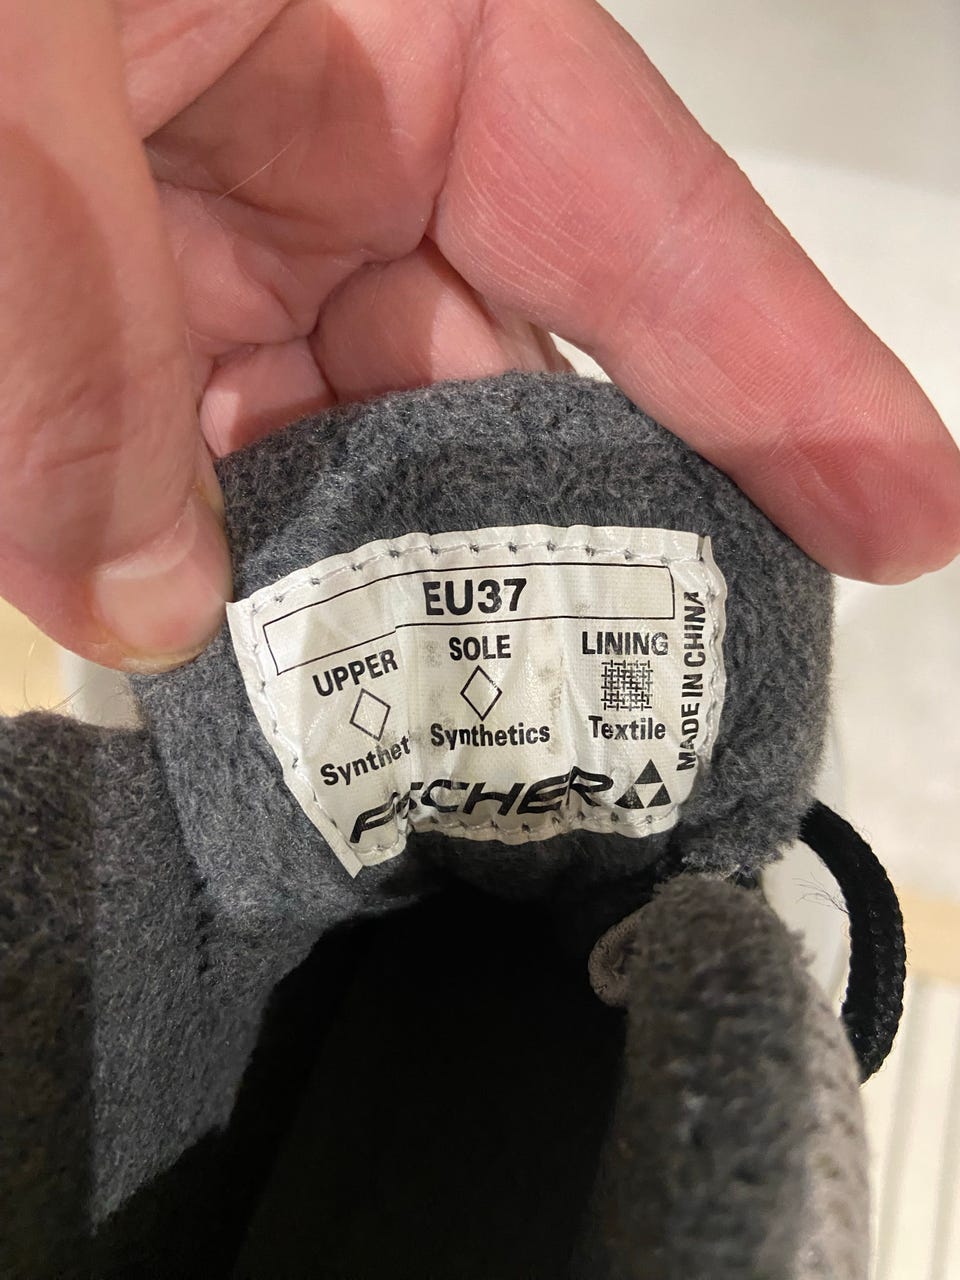 EU37
UPPER SOLE LINING
Synthet Synthetics Textile
FISCHER
MADE IN CHINA